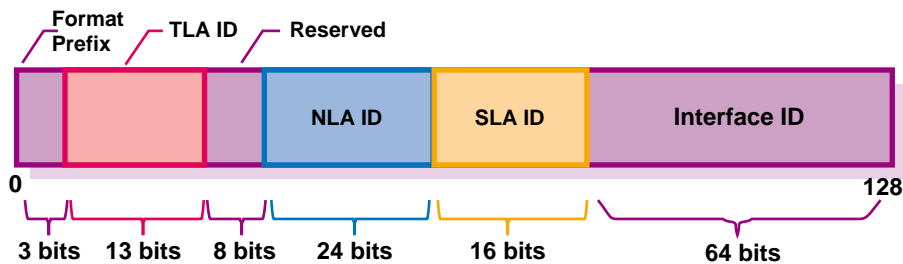 Format
Prefix
TLA ID
Reserved
NLA ID
SLA ID
Interface ID
0
128
3 bits
13 bits
8 bits
24 bits
16 bits
64 bits